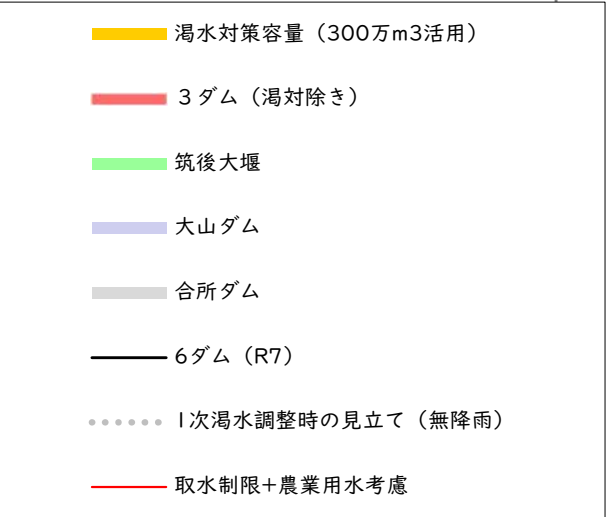 渇水対策容量（300万m3活用）
３ダム（渇対除き）
筑後大堰
大山ダム
合所ダム
6ダム（R7）
1次渇水調整時の見立て（無降雨）
取水制限+農業用水考慮